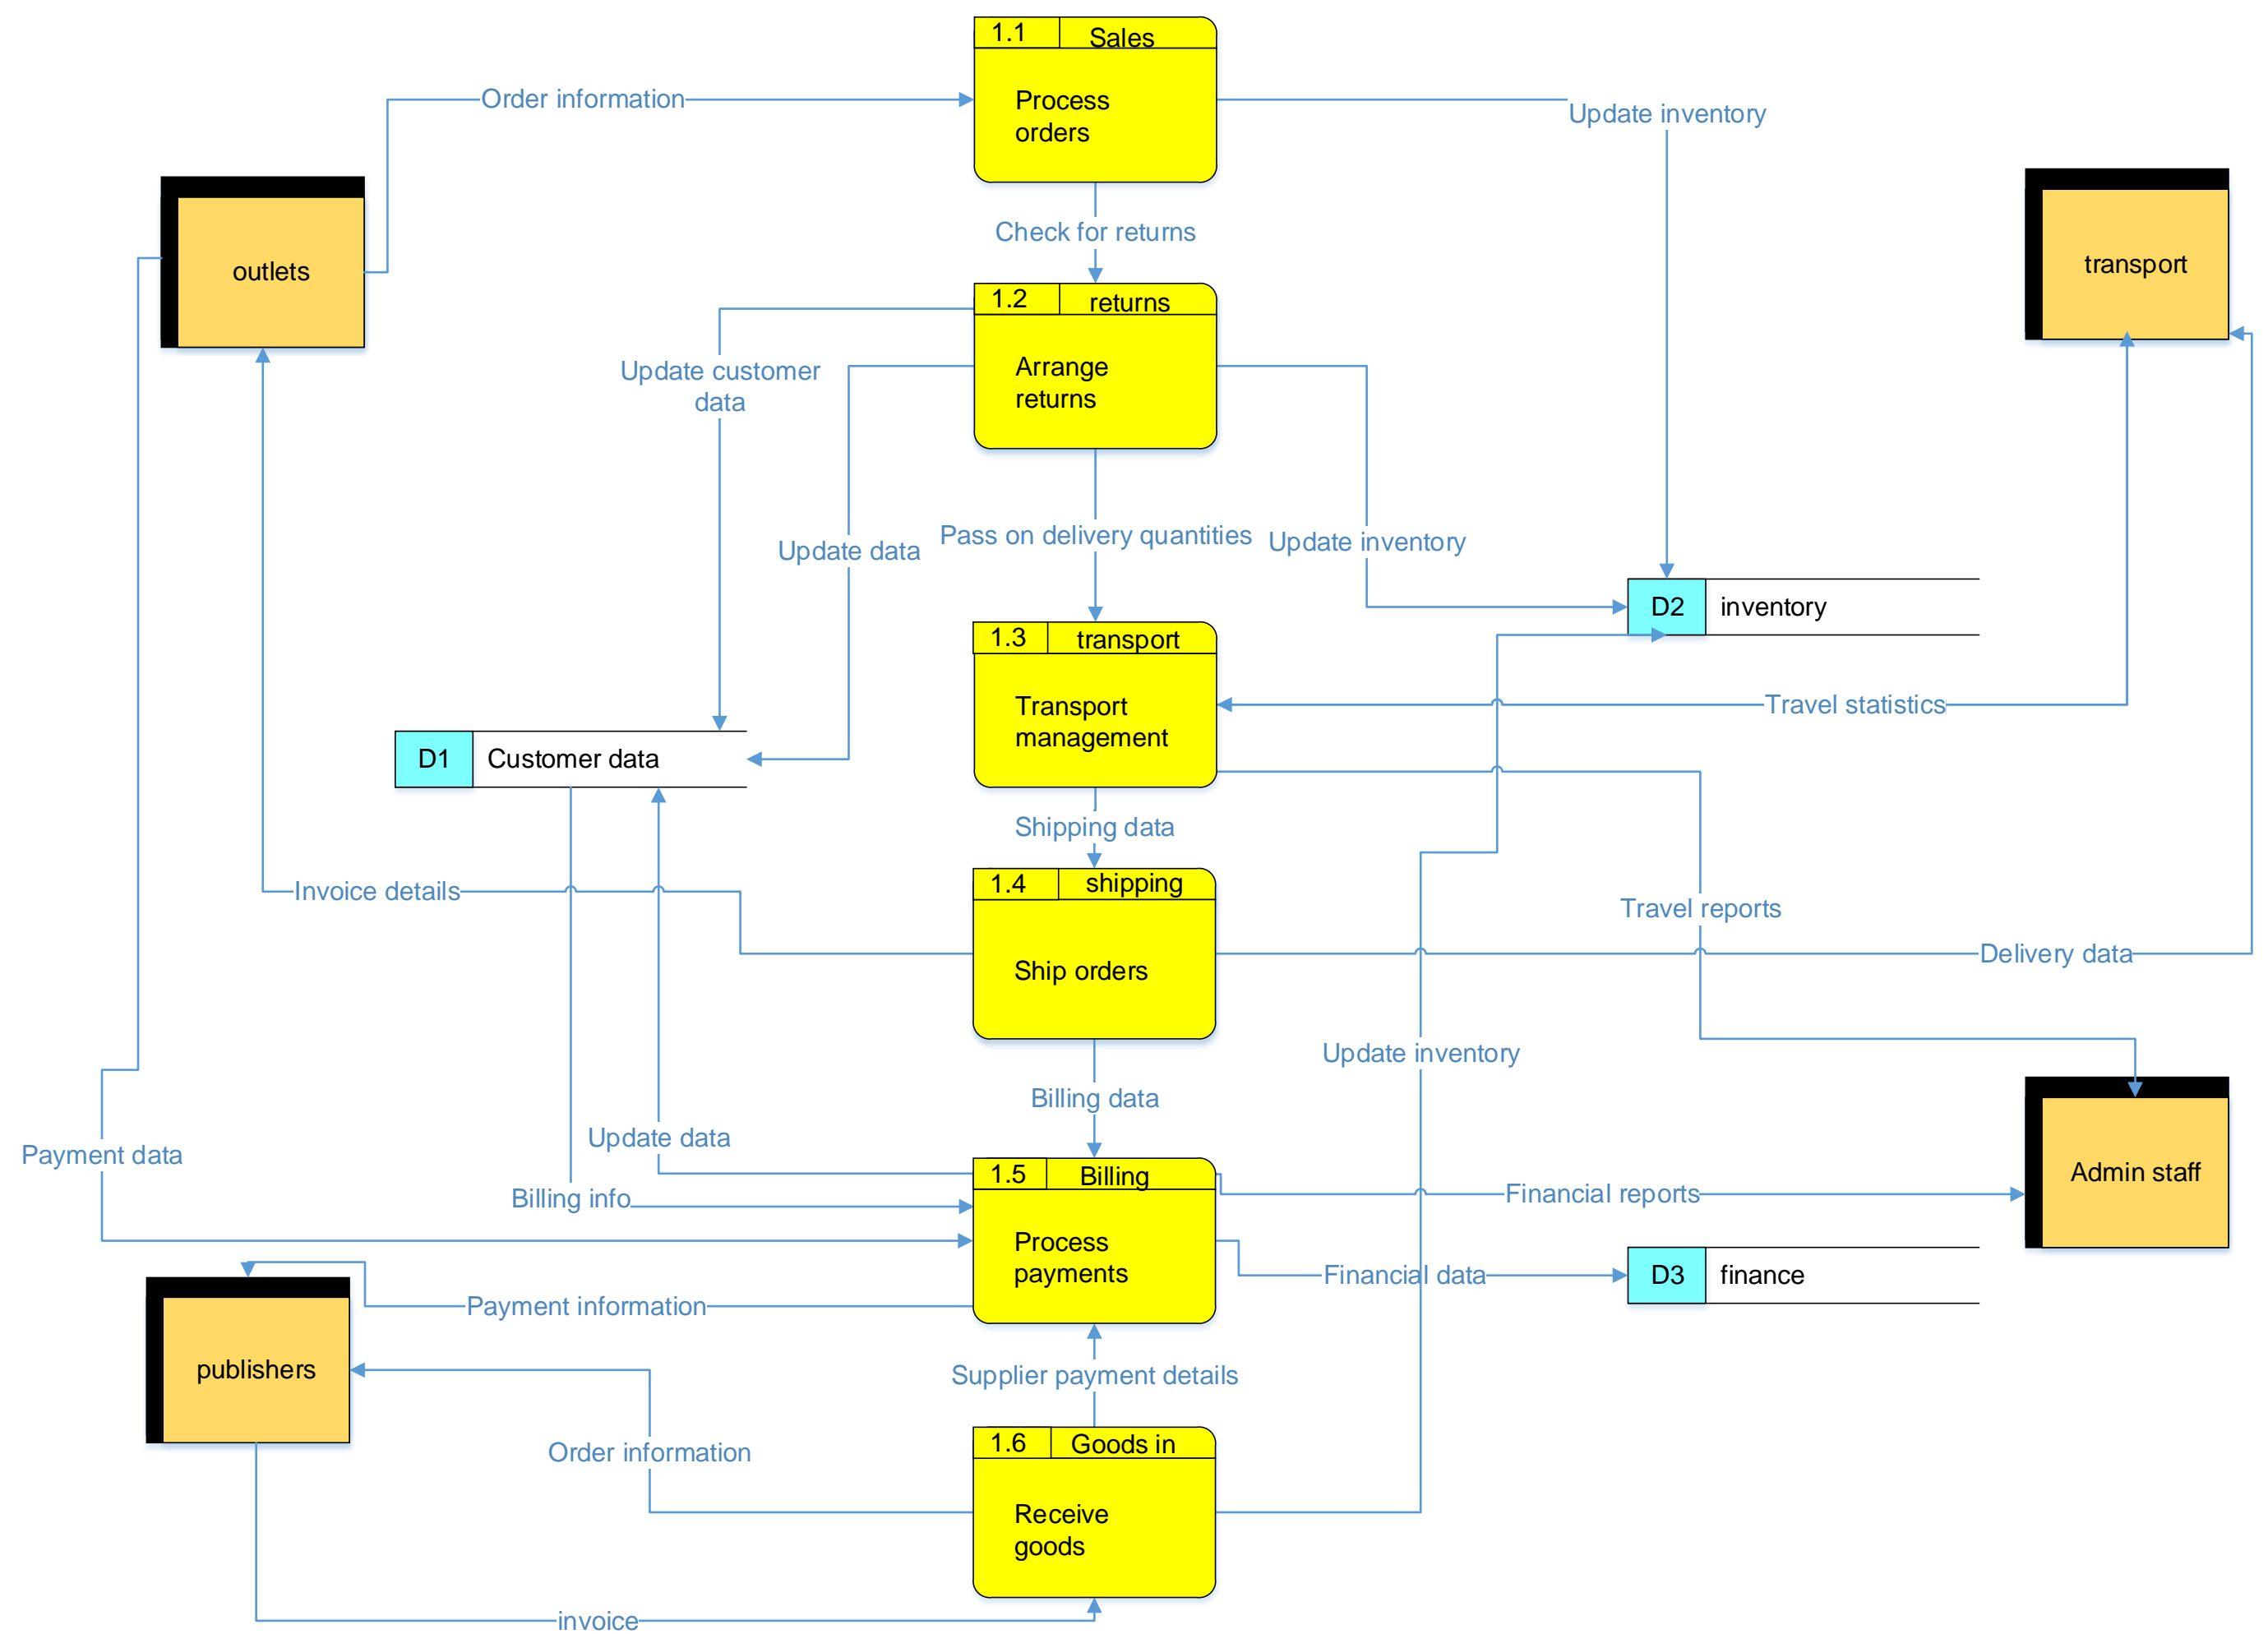 1.1
Sales
Process
orders
Order information
Update inventory
Check for returns
outlets
transport
1.2
returns
Arrange
returns
Update customer
data
Update data
Pass on delivery quantities
Update inventory
D2
inventory
1.3
transport
Transport
management
Travel statistics
D1
Customer data
Shipping data
1.4
shipping
Ship orders
Invoice details
Travel reports
Delivery data
Update inventory
Billing data
Update data
Payment data
1.5
Billing
Process
payments
Billing info
Financial reports
Admin staff
Financial data
D3
finance
Payment information
publishers
Supplier payment details
Order information
1.6
Goods in
Receive
goods
invoice